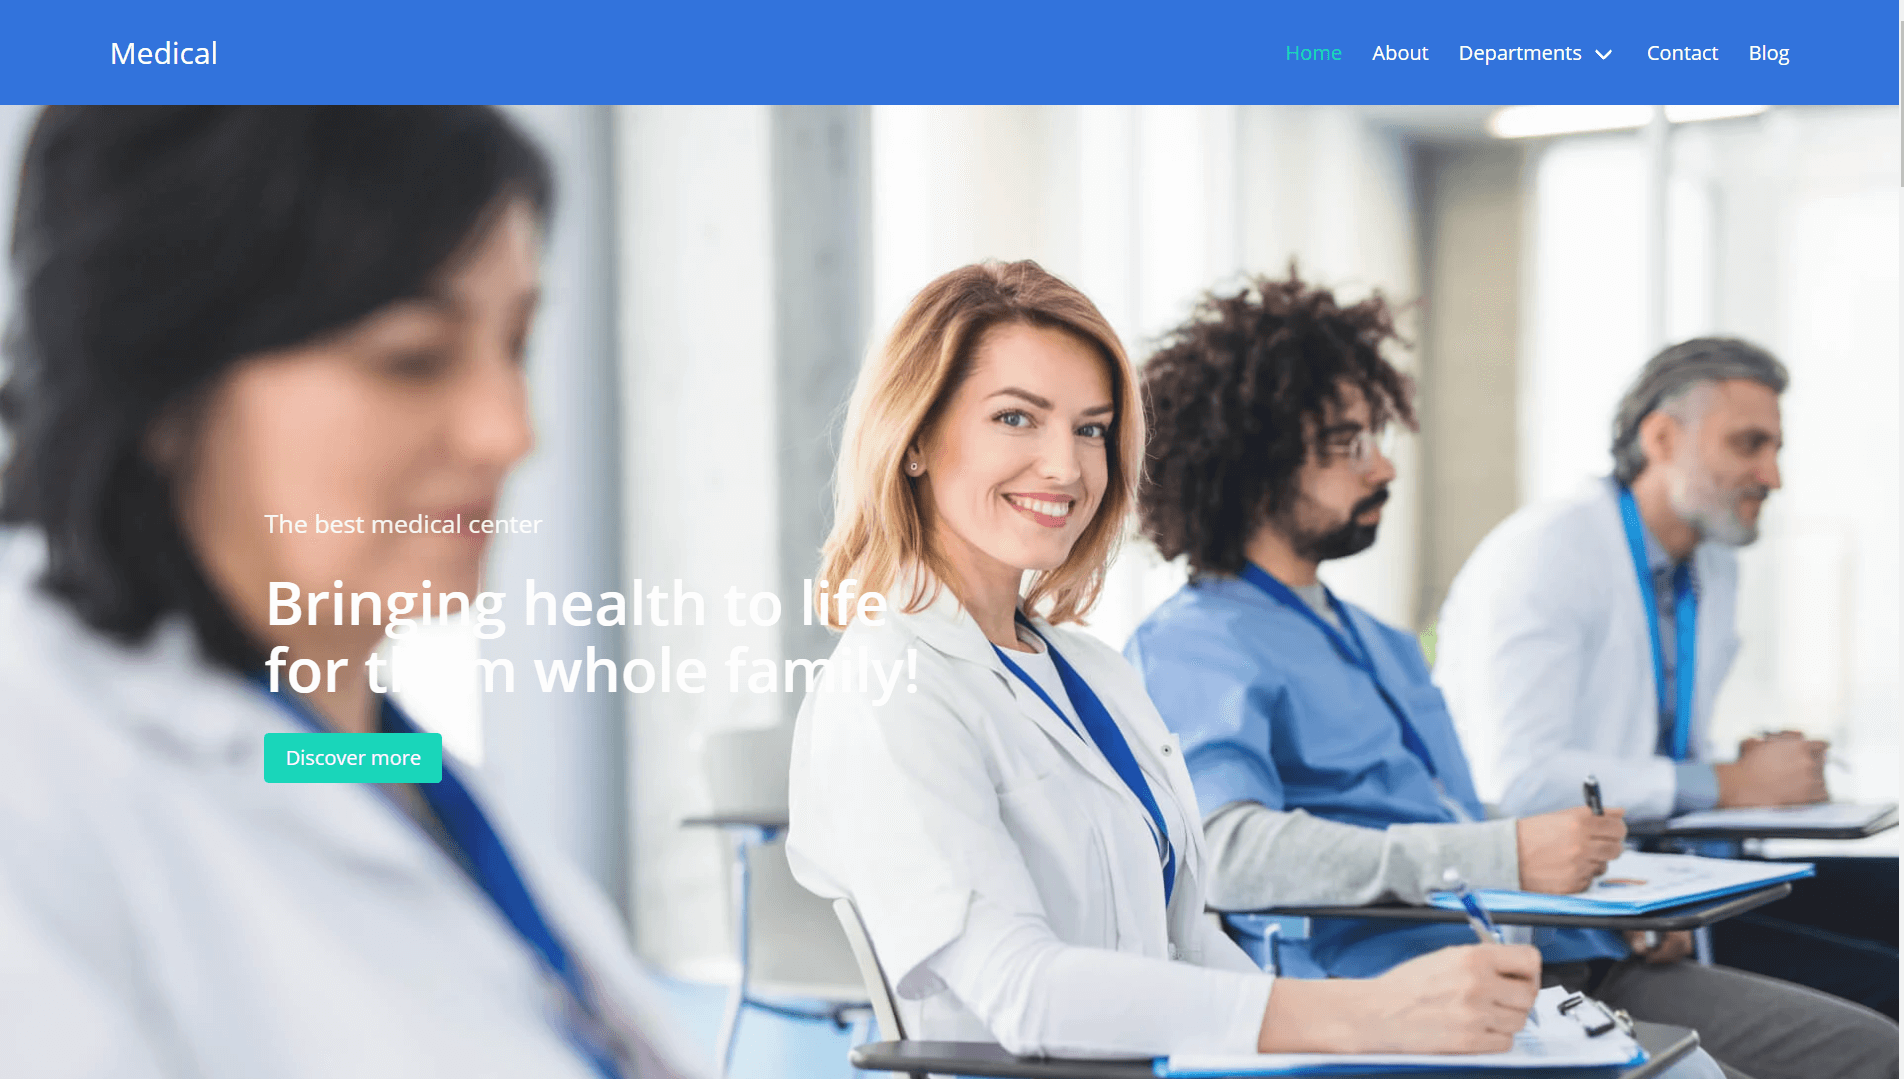 Medical
Home About Departments Contact Blog
The best medical center
Bringing health to life
for them whole family!
Discover more